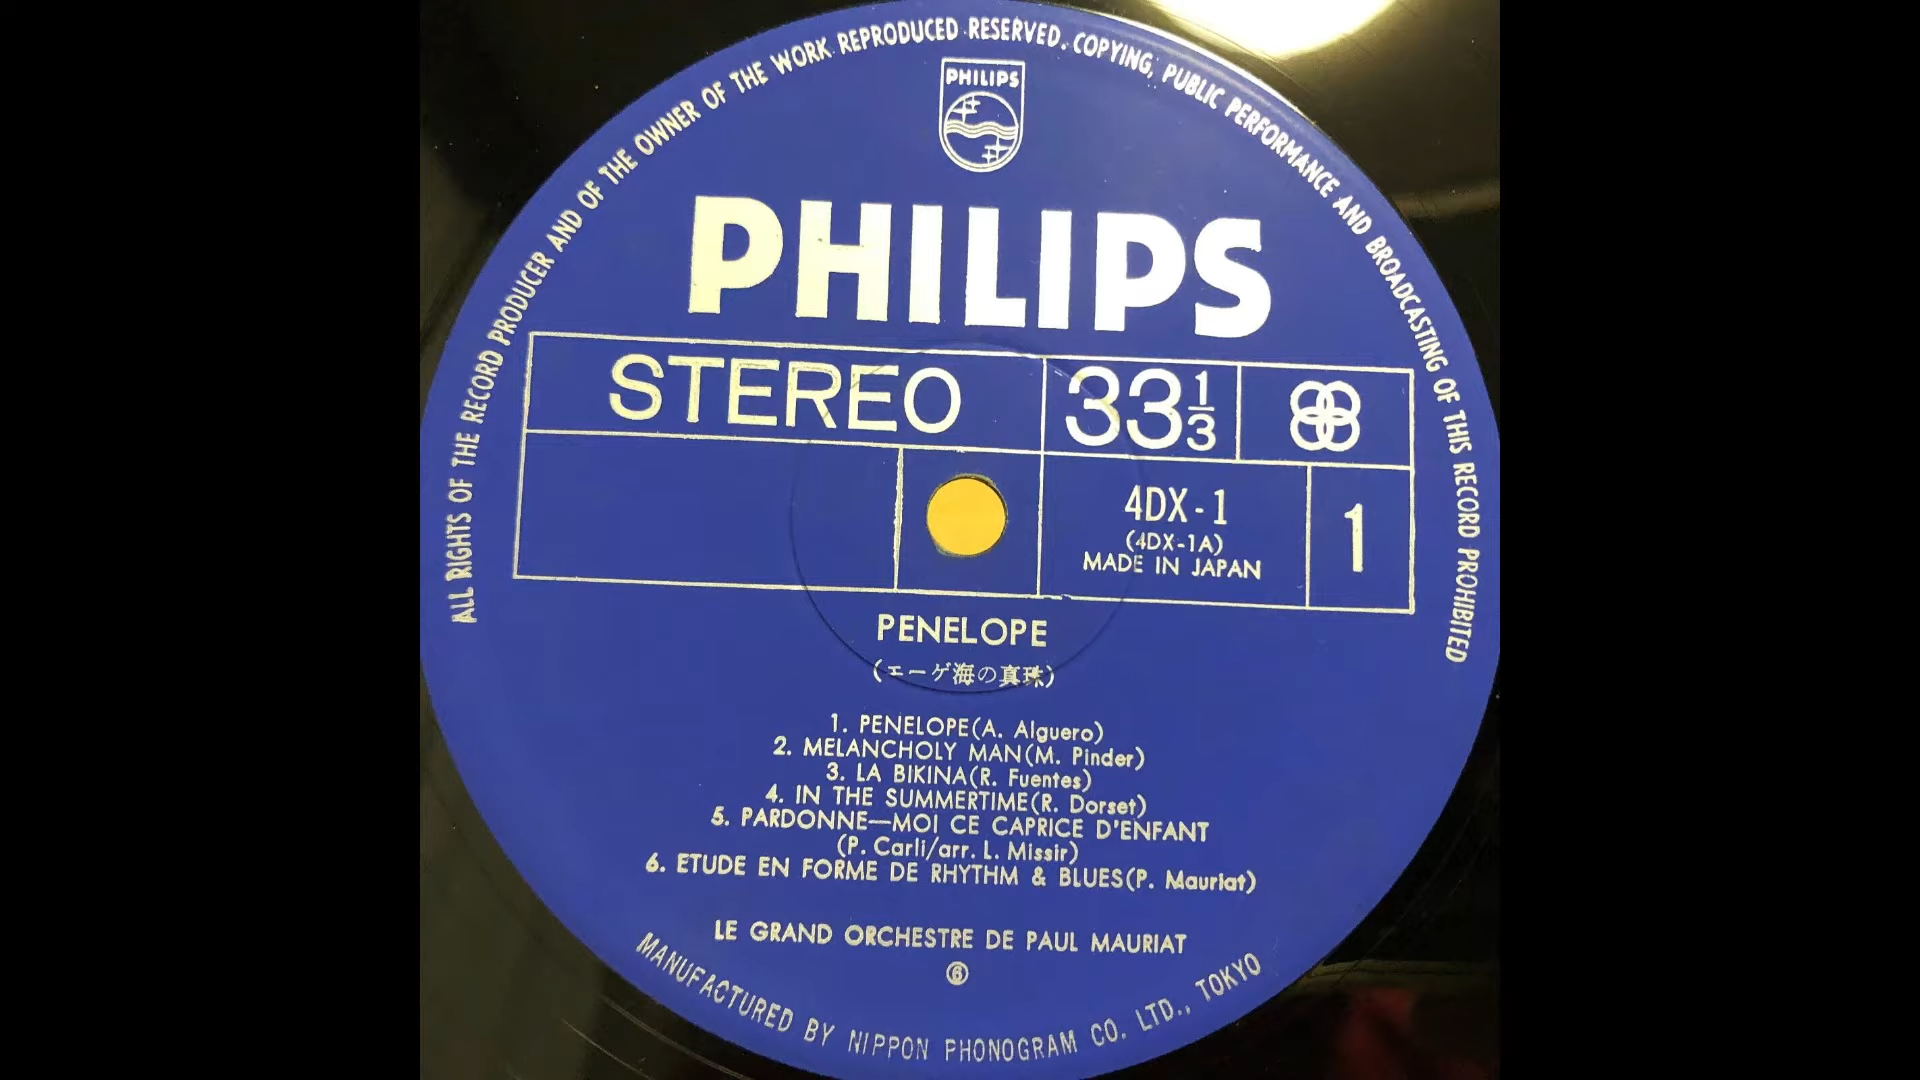 ALL RIGHTS OF THE RECORD PRODUCER AND OF THE OWNER OF THE WORK REPRODUCED RESERVED. COPYING, PUBLIC PERFORMANCE AND BROADCASTING OF THIS RECORD PROHIBITED
PHILIPS
PHILIPS
STEREO
33 1/3
4DX-1
(4DX-1A)
MADE IN JAPAN
1
PENELOPE
(エーゲ海の真珠)
1. PENELOPE(A. Alguero)
2. MELANCHOLY MAN(M. Pinder)
3. LA BIKINA(R. Fuentes)
4. IN THE SUMMERTIME(R. Dorset)
5. PARDONNE—MOI CE CAPRICE D'ENFANT
(P. Carli/arr. L. Missir)
6. ETUDE EN FORME DE RHYTHM & BLUES(P. Mauriat)
LE GRAND ORCHESTRE DE PAUL MAURIAT
⑥
MANUFACTURED BY NIPPON PHONOGRAM CO. LTD., TOKYO